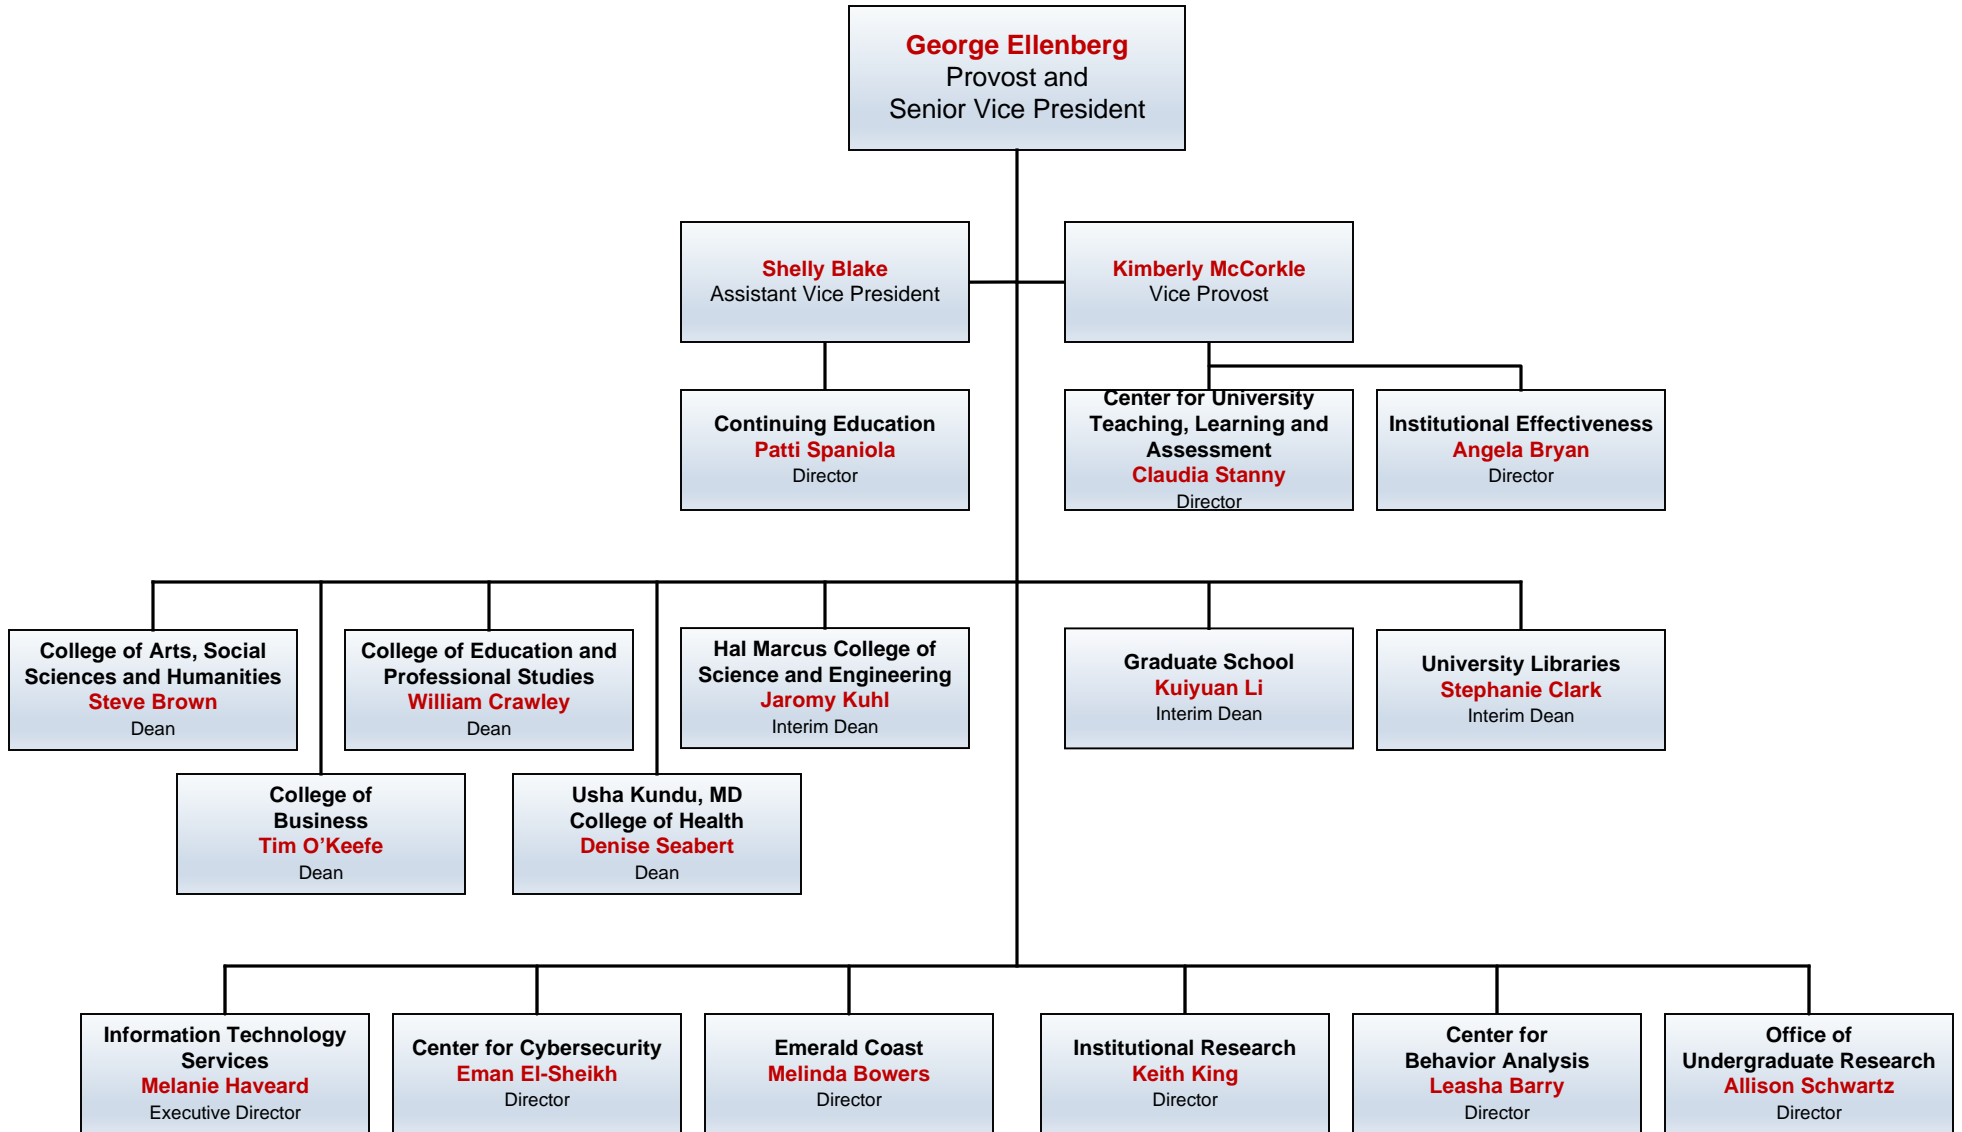 George Ellenberg
Provost and
Senior Vice President
Shelly Blake
Assistant Vice President
Kimberly McCorkle
Vice Provost
Continuing Education
Patti Spaniola
Director
Center for University
Teaching, Learning and
Assessment
Claudia Stanny
Director
Institutional Effectiveness
Angela Bryan
Director
College of Arts, Social
Sciences and Humanities
Steve Brown
Dean
College of Education and
Professional Studies
William Crawley
Dean
Hal Marcus College of
Science and Engineering
Jaromy Kuhl
Interim Dean
Graduate School
Kuiyuan Li
Interim Dean
University Libraries
Stephanie Clark
Interim Dean
College of
Business
Tim O’Keefe
Dean
Usha Kundu, MD
College of Health
Denise Seabert
Dean
Information Technology
Services
Melanie Haveard
Executive Director
Center for Cybersecurity
Eman El-Sheikh
Director
Emerald Coast
Melinda Bowers
Director
Institutional Research
Keith King
Director
Center for
Behavior Analysis
Leasha Barry
Director
Office of
Undergraduate Research
Allison Schwartz
Director